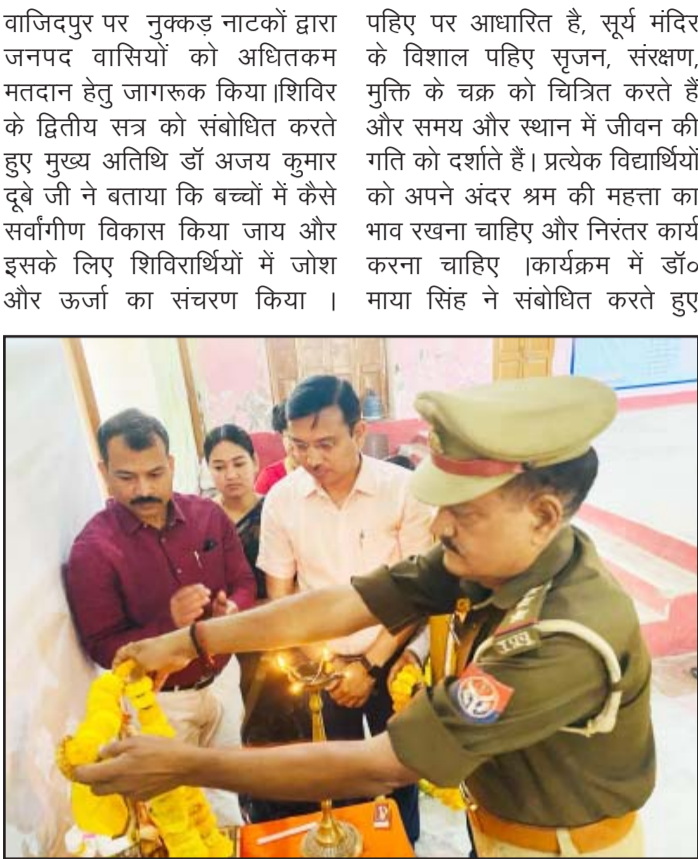 वाजिदपुर पर नुक्कड़ नाटकों द्वारा
जनपद वासियों को अधितकम
मतदान हेतु जागरूक किया।शिविर
के द्वितीय सत्र को संबोधित करते
हुए मुख्य अतिथि डॉ अजय कुमार
दूबे जी ने बताया कि बच्चों में कैसे
सर्वांगीण विकास किया जाय और
इसके लिए शिविरार्थियों में जोश
और ऊर्जा का संचरण किया ।
पहिए पर आधारित है, सूर्य मंदिर
के विशाल पहिए सृजन, संरक्षण,
मुक्ति के चक्र को चित्रित करते हैं
और समय और स्थान में जीवन की
गति को दर्शाते हैं। प्रत्येक विद्यार्थियों
को अपने अंदर श्रम की महत्ता का
भाव रखना चाहिए और निरंतर कार्य
करना चाहिए ।कार्यक्रम में डॉ०
माया सिंह ने संबोधित करते हुए
उ.प्र.पु.